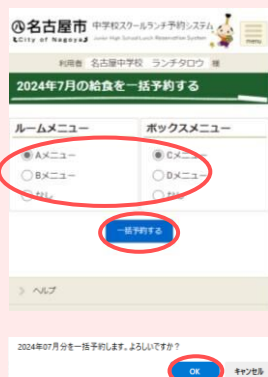 名古屋市 中学校スクールランチ予約システム
City of Nagoya Junior High School Lunch Reservation System
menu
利用者 名古屋中学校 ランチタロウ 様
2024年7月の給食を一括予約する
ルームメニュー ボックスメニュー
Aメニュー Cメニュー
Bメニュー Dメニュー
なし なし
一括予約する
> ヘルプ
2024年07月分を一括予約します。よろしいですか?
OK キャンセル